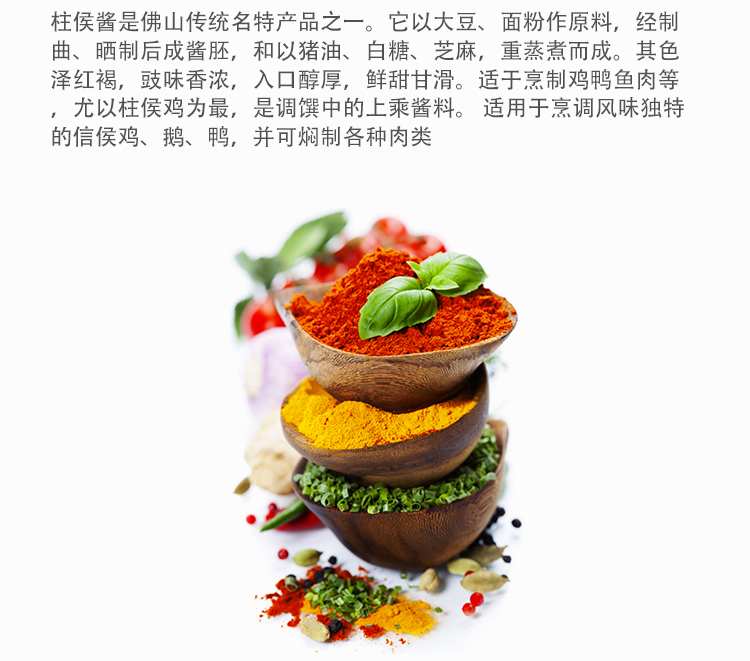 柱侯酱是佛山传统名特产品之一。它以大豆、面粉作原料，经制
曲、晒制后成酱胚，和以猪油、白糖、芝麻，重蒸煮而成。其色
泽红褐，豉味香浓，入口醇厚，鲜甜甘滑。适于烹制鸡鸭鱼肉等
，尤以柱侯鸡为最，是调馔中的上乘酱料。 适用于烹调风味独特
的信侯鸡、鹅、鸭，并可焖制各种肉类